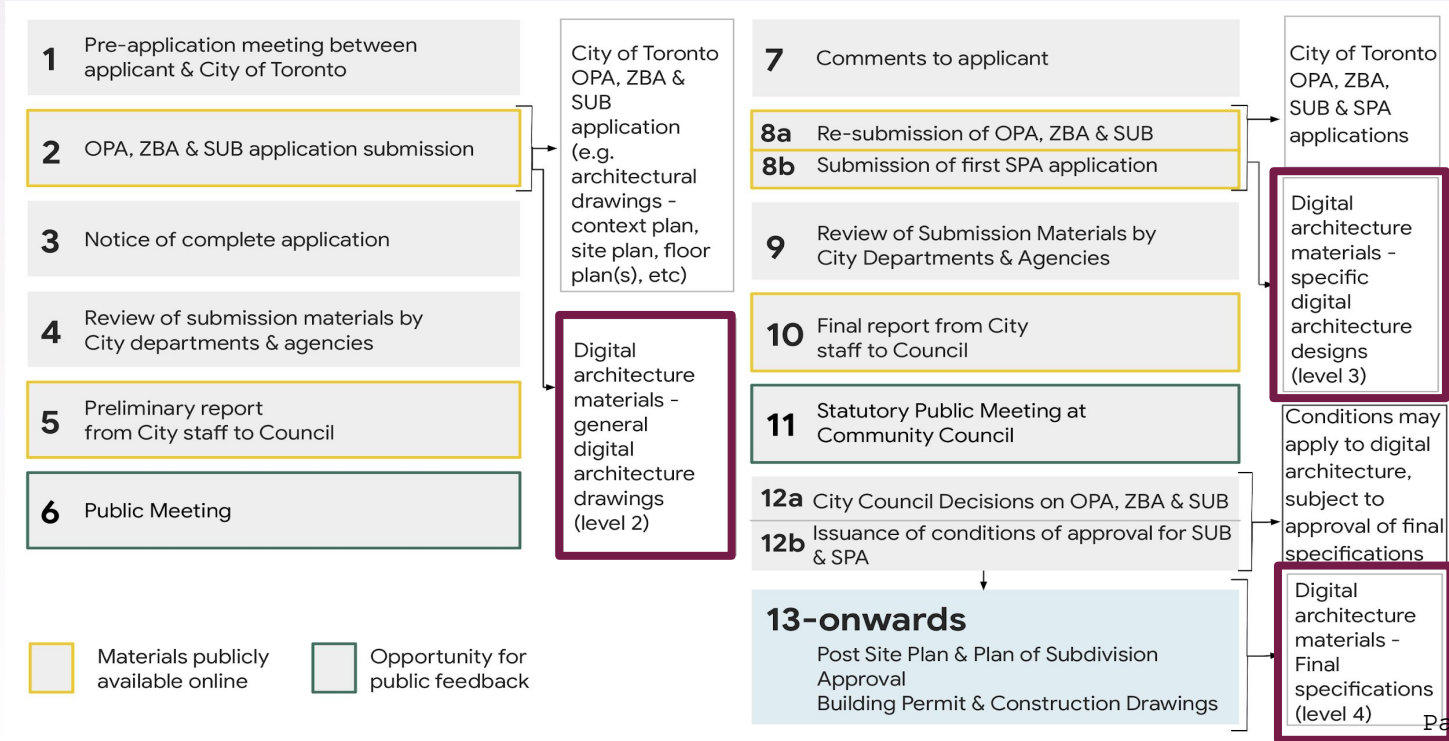 1
Pre-application meeting between
applicant & City of Toronto
2
OPA, ZBA & SUB application submission
3
Notice of complete application
4
Review of submission materials by
City departments & agencies
5
Preliminary report
from City staff to Council
6
Public Meeting
City of Toronto
OPA, ZBA &
SUB
application
(e.g.
architectural
drawings -
context plan,
site plan, floor
plan(s), etc)
Digital
architecture
materials -
general
digital
architecture
drawings
(level 2)
7
Comments to applicant
8a
Re-submission of OPA, ZBA & SUB
8b
Submission of first SPA application
9
Review of Submission Materials by
City Departments & Agencies
10
Final report from City
staff to Council
11
Statutory Public Meeting at
Community Council
12a
City Council Decisions on OPA, ZBA & SUB
12b
Issuance of conditions of approval for SUB
& SPA
13-onwards
Post Site Plan & Plan of Subdivision
Approval
Building Permit & Construction Drawings
City of Toronto
OPA, ZBA,
SUB & SPA
applications
Digital
architecture
materials -
specific
digital
architecture
designs
(level 3)
Conditions may
apply to digital
architecture,
subject to
approval of final
specifications
Digital
architecture
materials -
Final
specifications
(level 4)
Materials publicly
available online
Opportunity for
public feedback